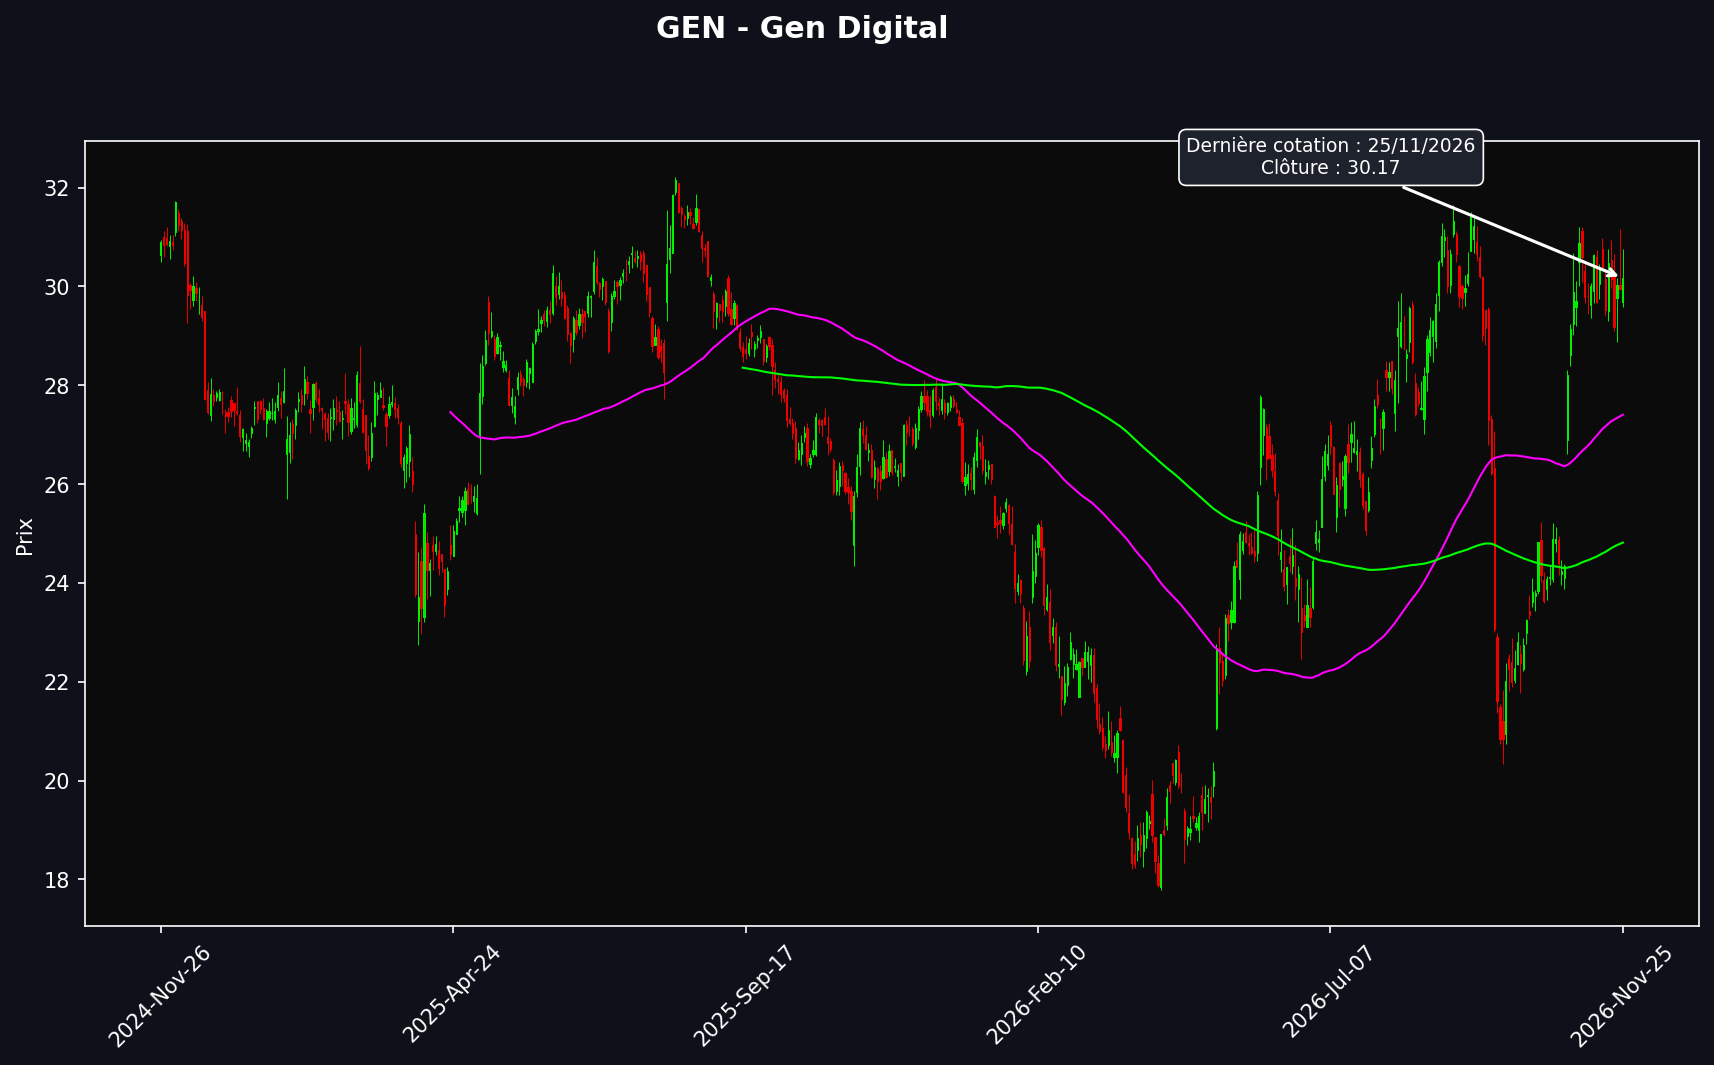 GEN - Gen Digital
Dernière cotation : 25/11/2026
Clôture : 30.17
32
30
28
26
24
22
20
18
Prix
2024-Nov-26
2025-Apr-24
2025-Sep-17
2026-Feb-10
2026-Jul-07
2026-Nov-25